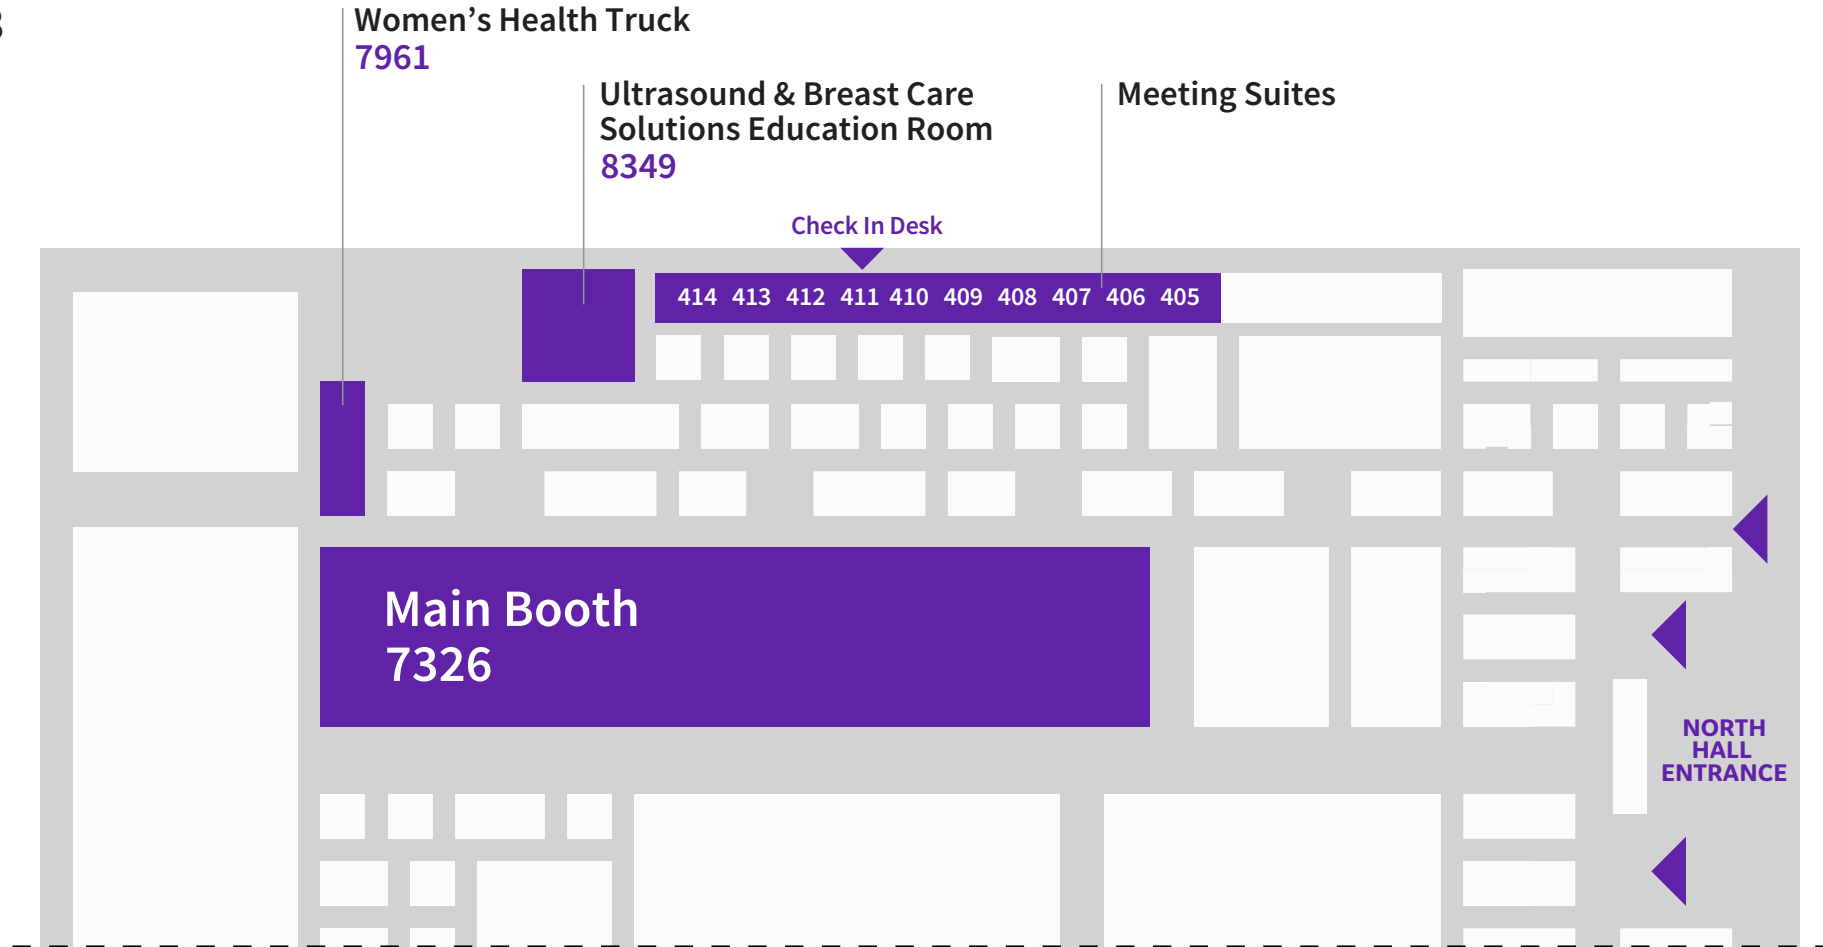 Women’s Health Truck
7961
Ultrasound & Breast Care
Solutions Education Room
8349
Meeting Suites
Check In Desk
414 413 412 411 410 409 408 407 406 405
Main Booth
7326
NORTH
HALL
ENTRANCE